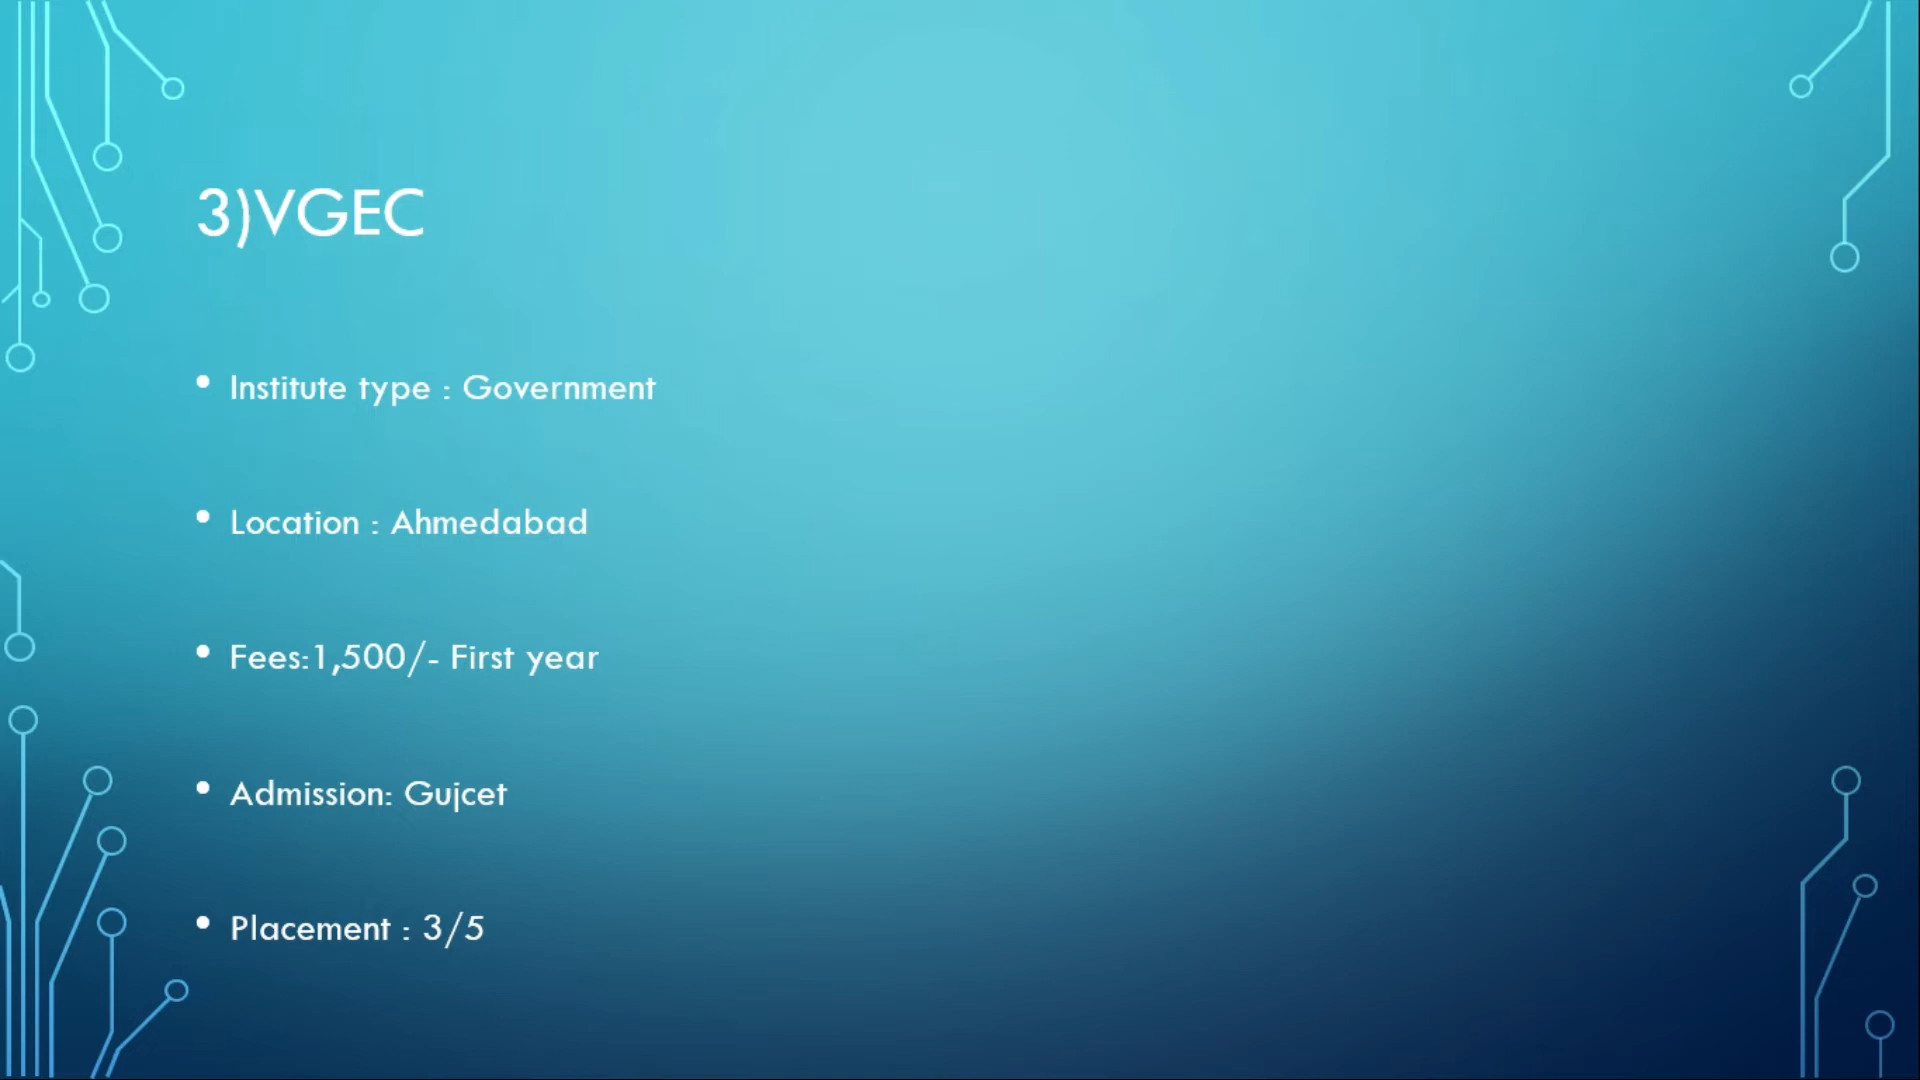 3)VGEC
• Institute type : Government
• Location : Ahmedabad
• Fees:1,500/- First year
• Admission: Gujcet
• Placement : 3/5